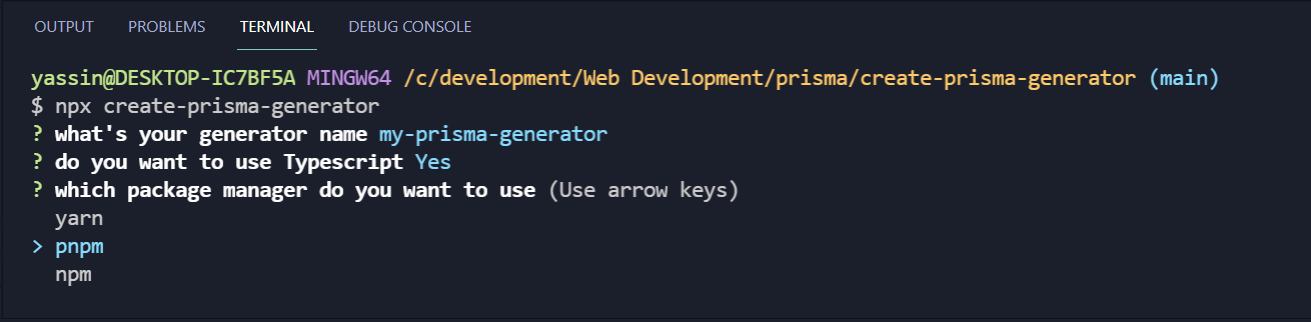 OUTPUT PROBLEMS TERMINAL DEBUG CONSOLE
yassin@DESKTOP-IC7BF5A MINGW64 /c/development/Web Development/prisma/create-prisma-generator (main)
$ npx create-prisma-generator
? what's your generator name my-prisma-generator
? do you want to use Typescript Yes
? which package manager do you want to use (Use arrow keys)
yarn
> pnpm
npm